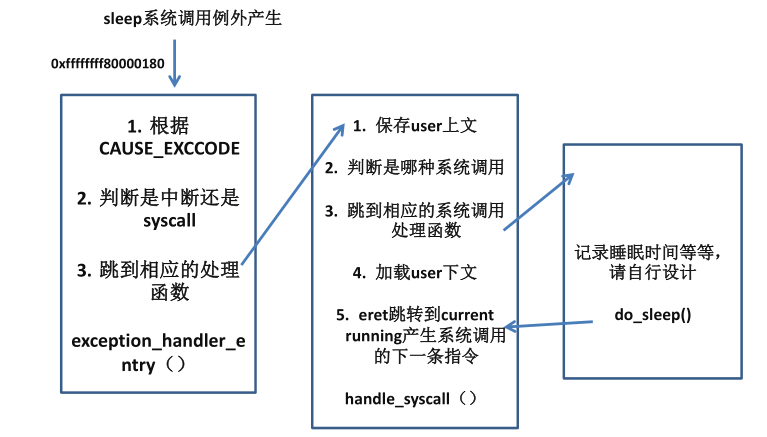 sleep系统调用例外产生
0xffffffff80000180
1. 根据
CAUSE_EXCCODE
2. 判断是中断还是
syscall
3. 跳到相应的处理
函数
exception_handler_e
ntry（）
1. 保存user上文
2. 判断是哪种系统调用
3. 跳到相应的系统调用
处理函数
4. 加载user下文
5. eret跳转到current
running产生系统调用
的下一条指令
handle_syscall（）
记录睡眠时间等等，
请自行设计
do_sleep()